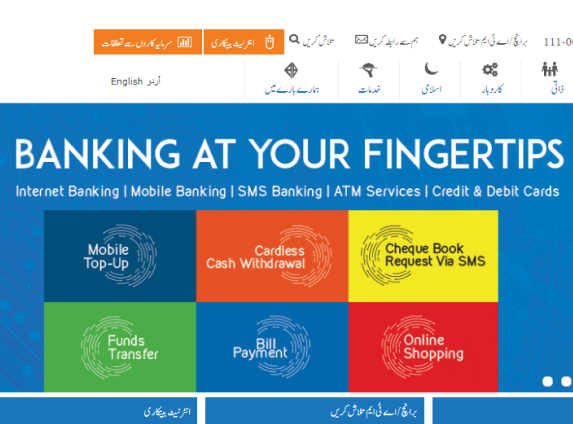 111-00 برانچ/اے ٹی ایم تلاش کریں ہم سے رابطہ کریں تلاش کریں انٹرنیٹ بینکاری سرمایہ کاروں سے تعلقات
ذاتی کاروبار اسلامی خدمات ہمارے بارے میں اُردو English
BANKING AT YOUR FINGERTIPS
Internet Banking | Mobile Banking | SMS Banking | ATM Services | Credit & Debit Cards
Mobile
Top-Up
Cardless
Cash Withdrawal
Cheque Book
Request Via SMS
Funds
Transfer
Bill
Payment
Online
Shopping
برانچ/اے ٹی ایم تلاش کریں انٹرنیٹ بینکاری